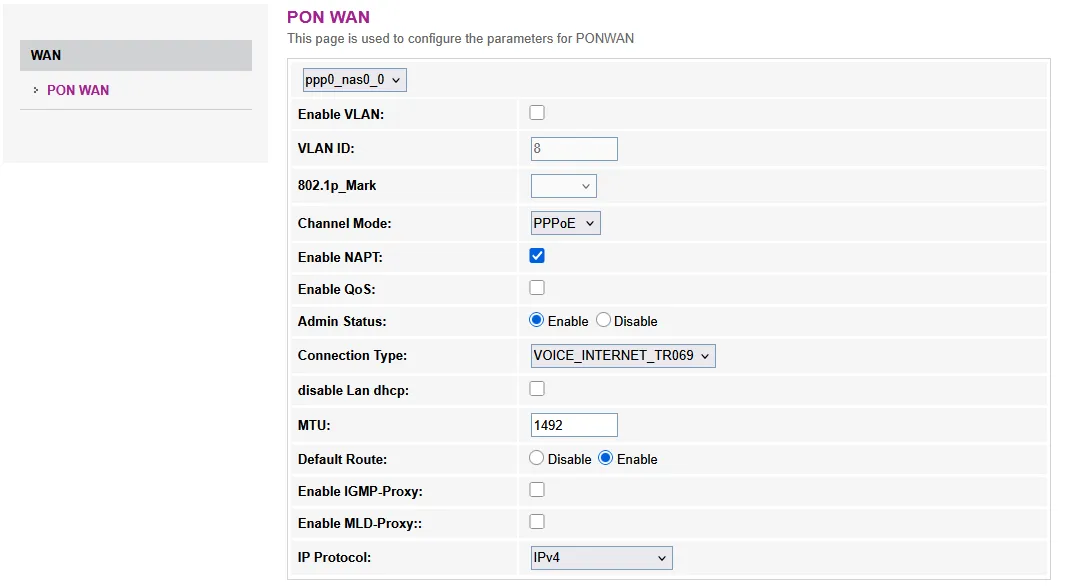 WAN
PON WAN
PON WAN
This page is used to configure the parameters for PONWAN
ppp0_nas0_0
Enable VLAN:
VLAN ID: 8
802.1p_Mark
Channel Mode: PPPoE
Enable NAPT:
Enable QoS:
Admin Status: Enable Disable
Connection Type: VOICE_INTERNET_TR069
disable Lan dhcp:
MTU: 1492
Default Route: Disable Enable
Enable IGMP-Proxy:
Enable MLD-Proxy::
IP Protocol: IPv4